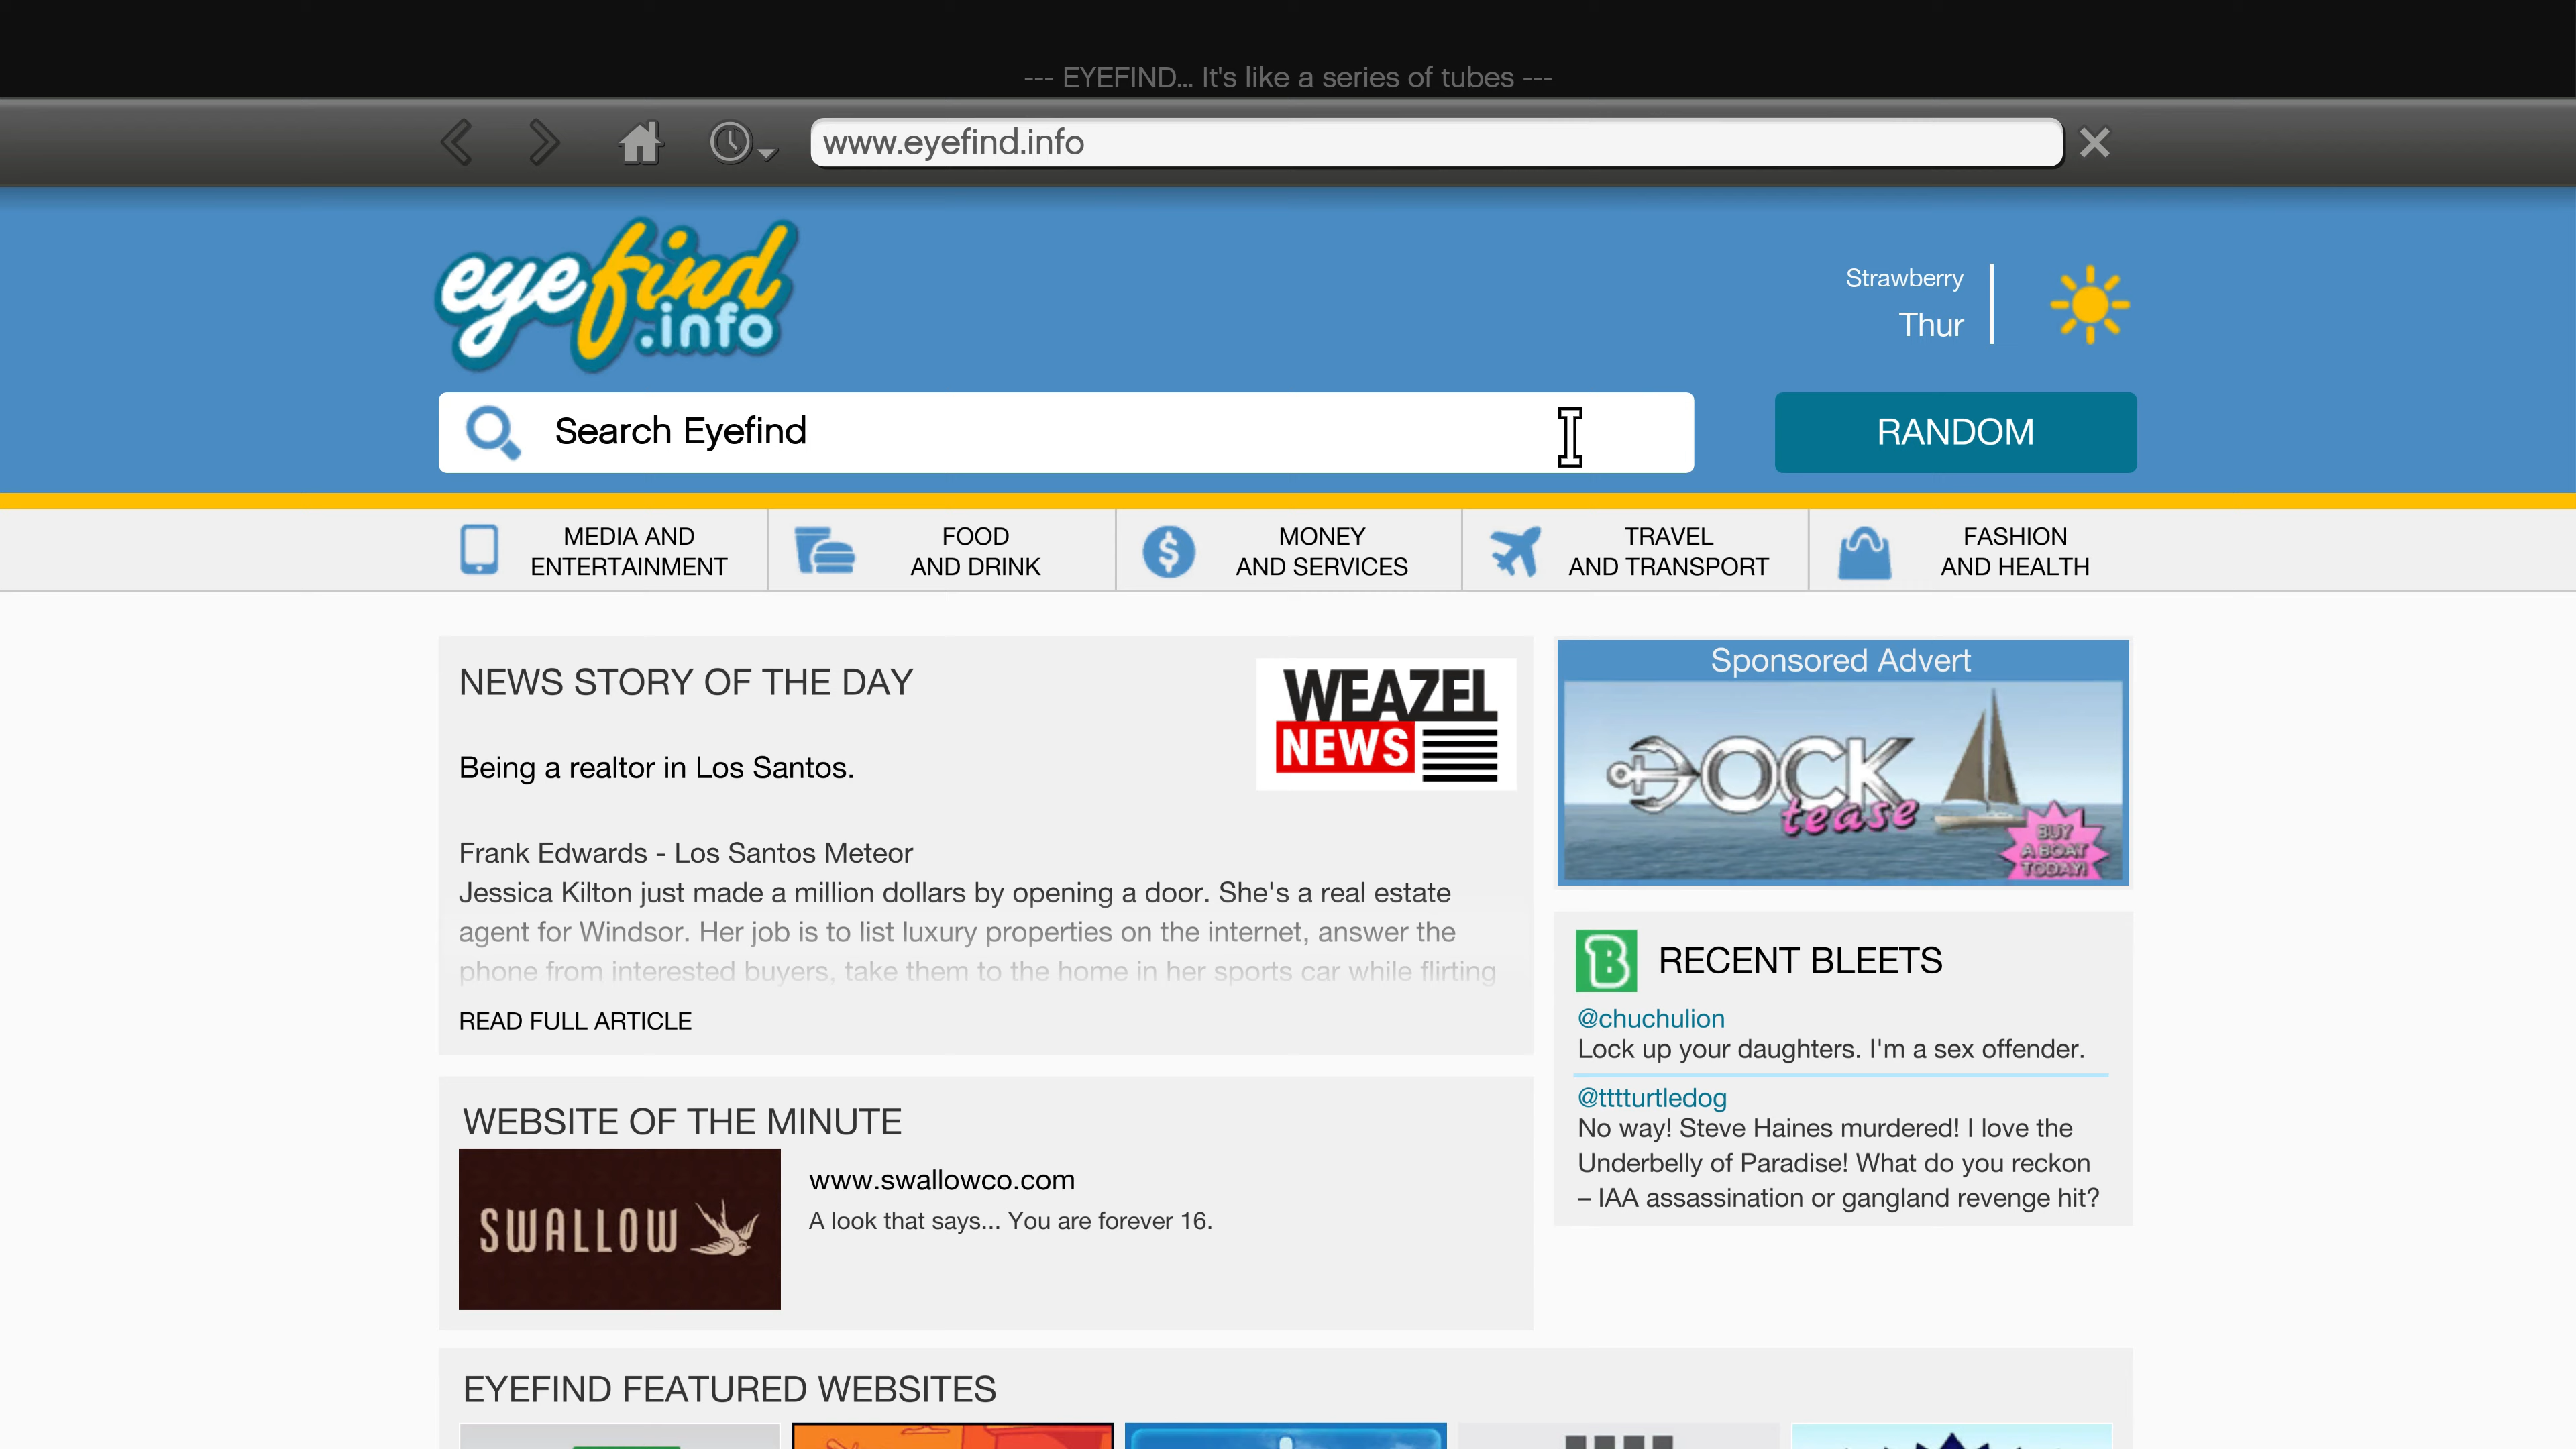 --- EYEFIND... It's like a series of tubes ---
www.eyefind.info
eyefind
.info
Strawberry
Thur
Search Eyefind
RANDOM
MEDIA AND
ENTERTAINMENT
FOOD
AND DRINK
MONEY
AND SERVICES
TRAVEL
AND TRANSPORT
FASHION
AND HEALTH
NEWS STORY OF THE DAY
WEAZEL
NEWS
Being a realtor in Los Santos.
Frank Edwards - Los Santos Meteor
Jessica Kilton just made a million dollars by opening a door. She's a real estate
agent for Windsor. Her job is to list luxury properties on the internet, answer the
phone from interested buyers, take them to the home in her sports car while flirting
READ FULL ARTICLE
Sponsored Advert
DOCK
tease
BUY
A BOAT
TODAY!
RECENT BLEETS
@chuchulion
Lock up your daughters. I'm a sex offender.
@tttturtledog
No way! Steve Haines murdered! I love the
Underbelly of Paradise! What do you reckon
– IAA assassination or gangland revenge hit?
WEBSITE OF THE MINUTE
SWALLOW
www.swallowco.com
A look that says... You are forever 16.
EYEFIND FEATURED WEBSITES